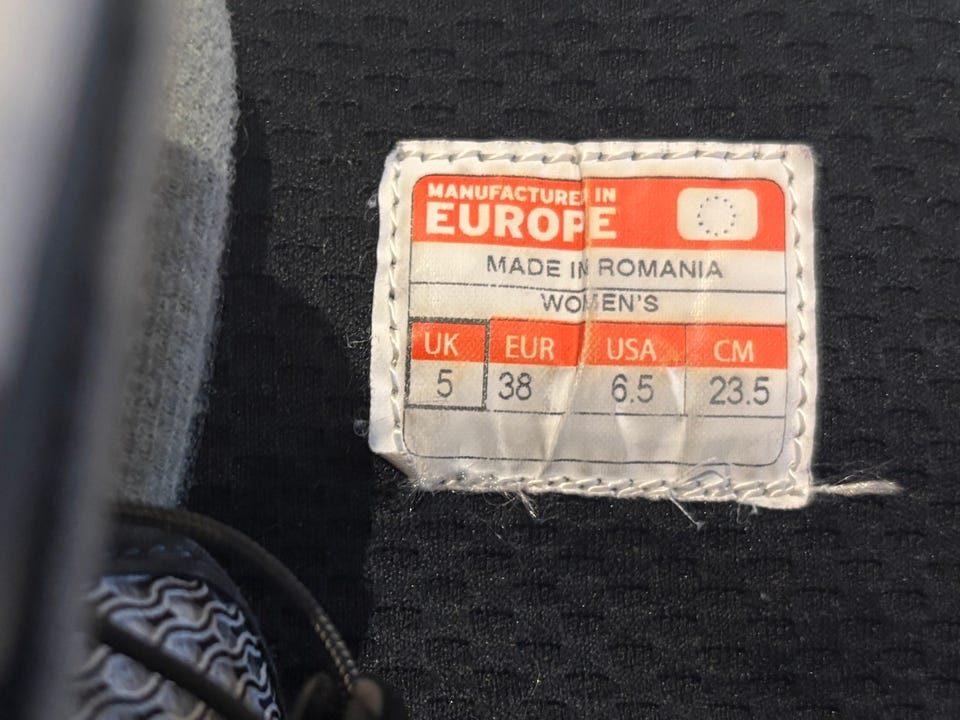 MANUFACTURED IN
EUROPE
MADE IN ROMANIA
WOMEN'S
UK EUR USA CM
5 38 6.5 23.5